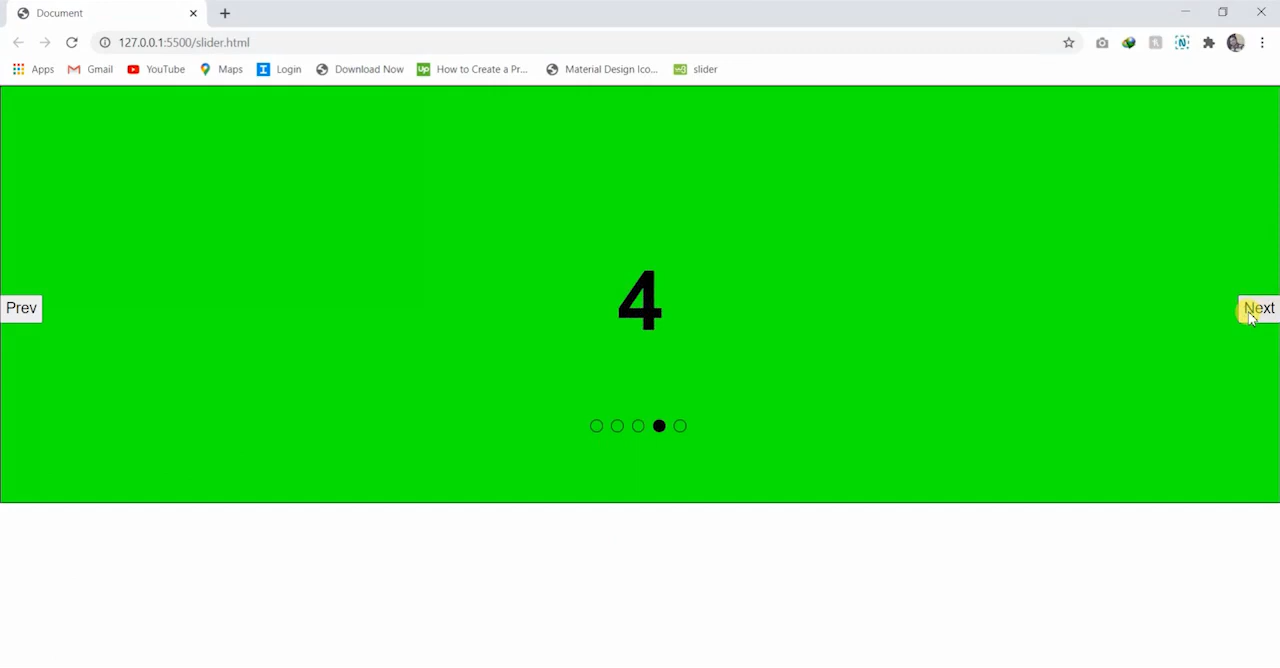 Document
127.0.0.1:5500/slider.html
Apps Gmail YouTube Maps Login Download Now Up How to Create a Pr... Material Design Ico... slider
4
Prev Next